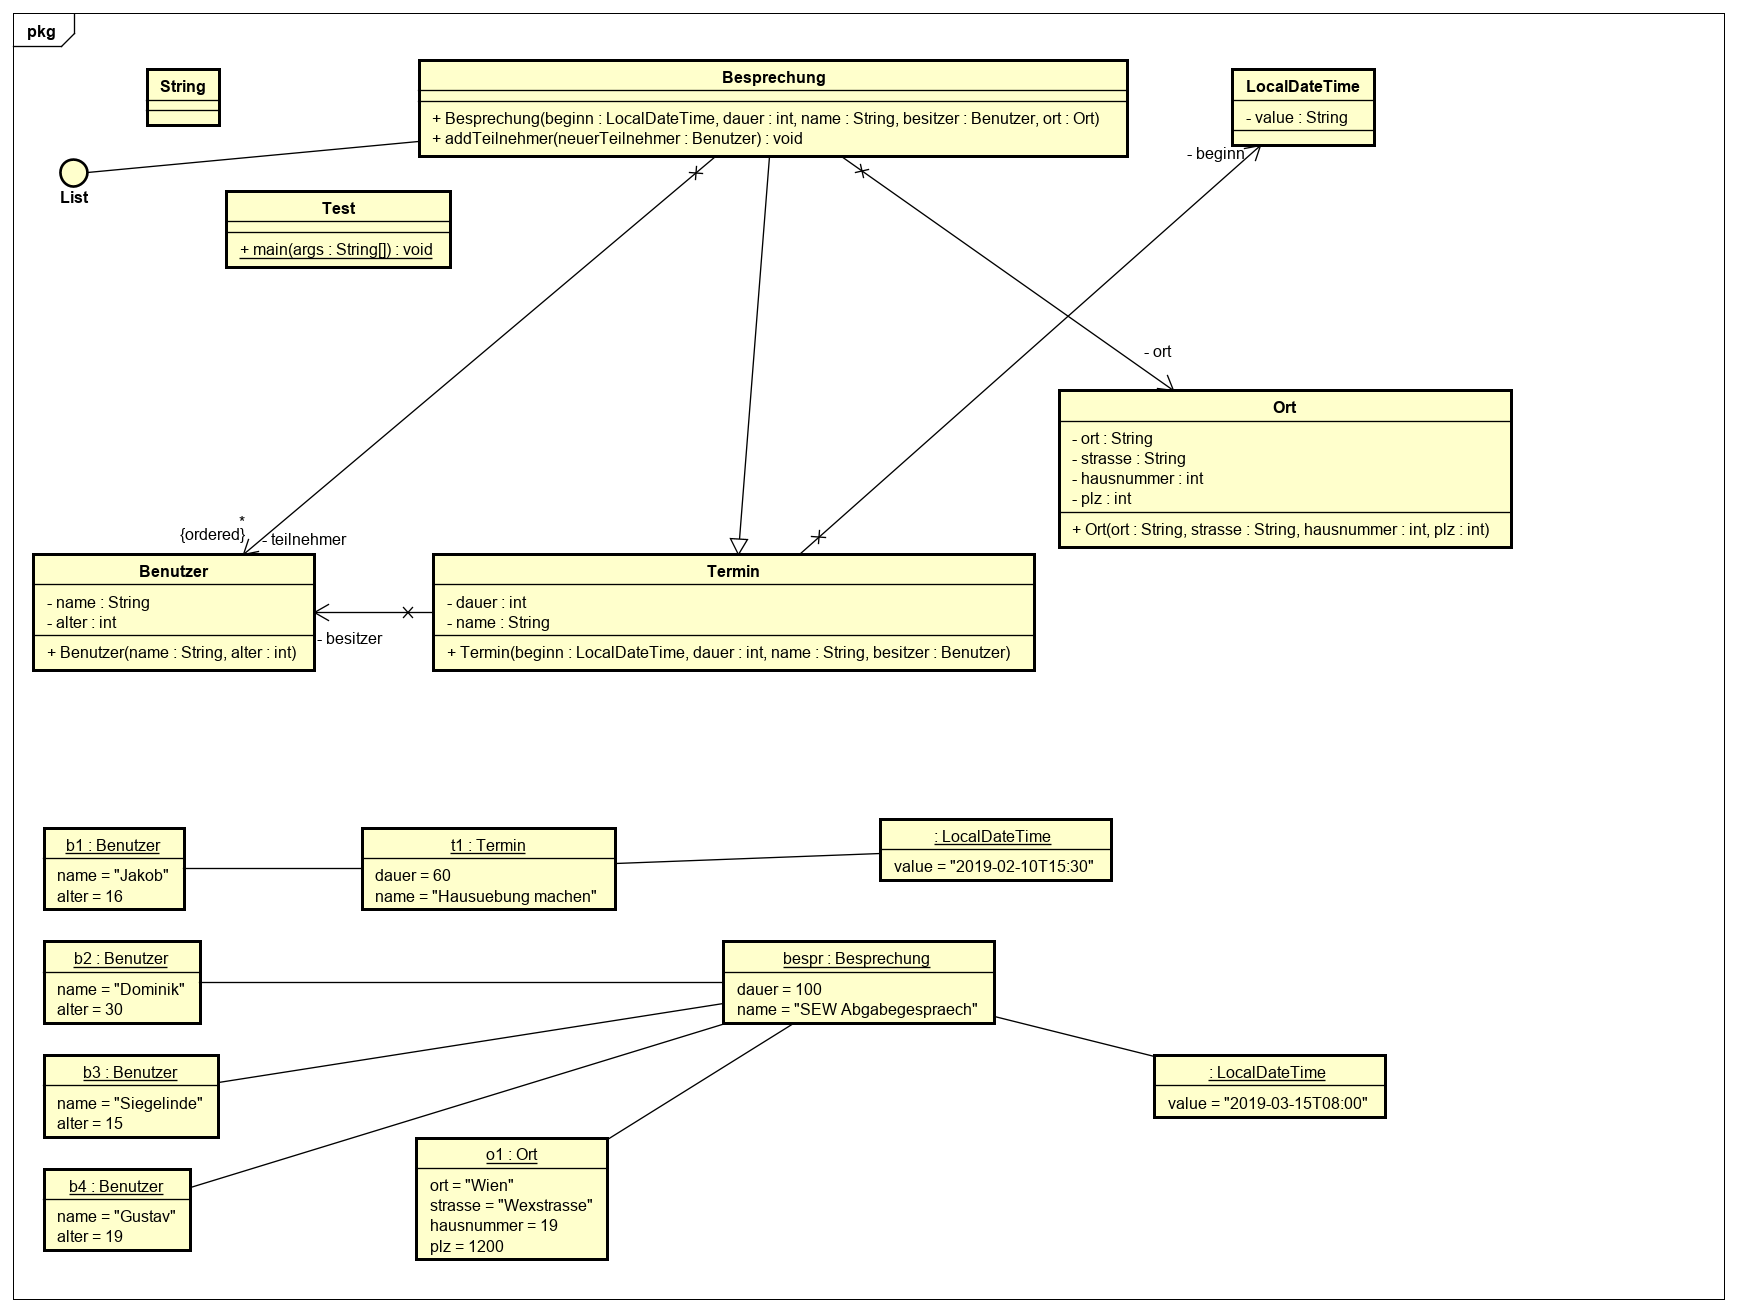 pkg
String
Besprechung
+ Besprechung(beginn : LocalDateTime, dauer : int, name : String, besitzer : Benutzer, ort : Ort)
+ addTeilnehmer(neuerTeilnehmer : Benutzer) : void
LocalDateTime
- value : String
- beginn
List
Test
+ main(args : String[]) : void
- ort
Ort
- ort : String
- strasse : String
- hausnummer : int
- plz : int
+ Ort(ort : String, strasse : String, hausnummer : int, plz : int)
*
{ordered}
- teilnehmer
Benutzer
- name : String
- alter : int
+ Benutzer(name : String, alter : int)
- besitzer
Termin
- dauer : int
- name : String
+ Termin(beginn : LocalDateTime, dauer : int, name : String, besitzer : Benutzer)
b1 : Benutzer
name = "Jakob"
alter = 16
t1 : Termin
dauer = 60
name = "Hausuebung machen"
: LocalDateTime
value = "2019-02-10T15:30"
b2 : Benutzer
name = "Dominik"
alter = 30
bespr : Besprechung
dauer = 100
name = "SEW Abgabegespraech"
b3 : Benutzer
name = "Siegelinde"
alter = 15
: LocalDateTime
value = "2019-03-15T08:00"
b4 : Benutzer
name = "Gustav"
alter = 19
o1 : Ort
ort = "Wien"
strasse = "Wexstrasse"
hausnummer = 19
plz = 1200